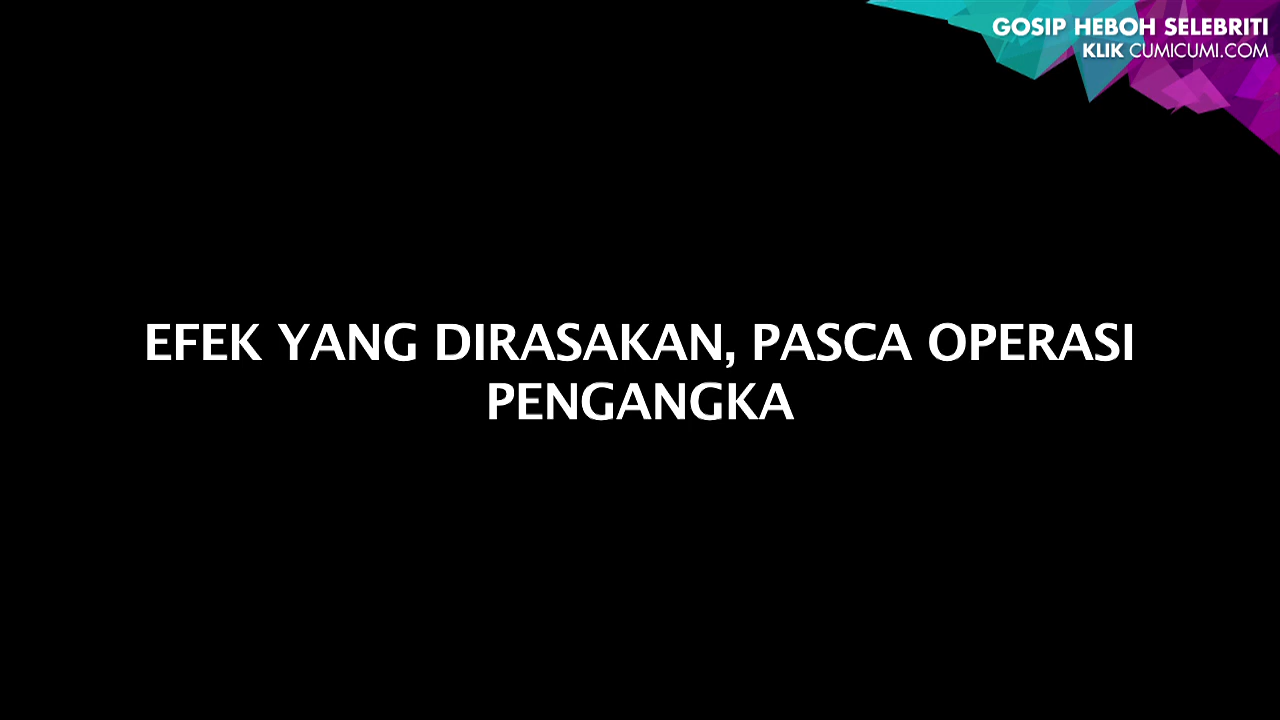 GOSIP HEBOH SELEBRITI
KLIK CUMICUMI.COM
EFEK YANG DIRASAKAN, PASCA OPERASI
PENGANGKA